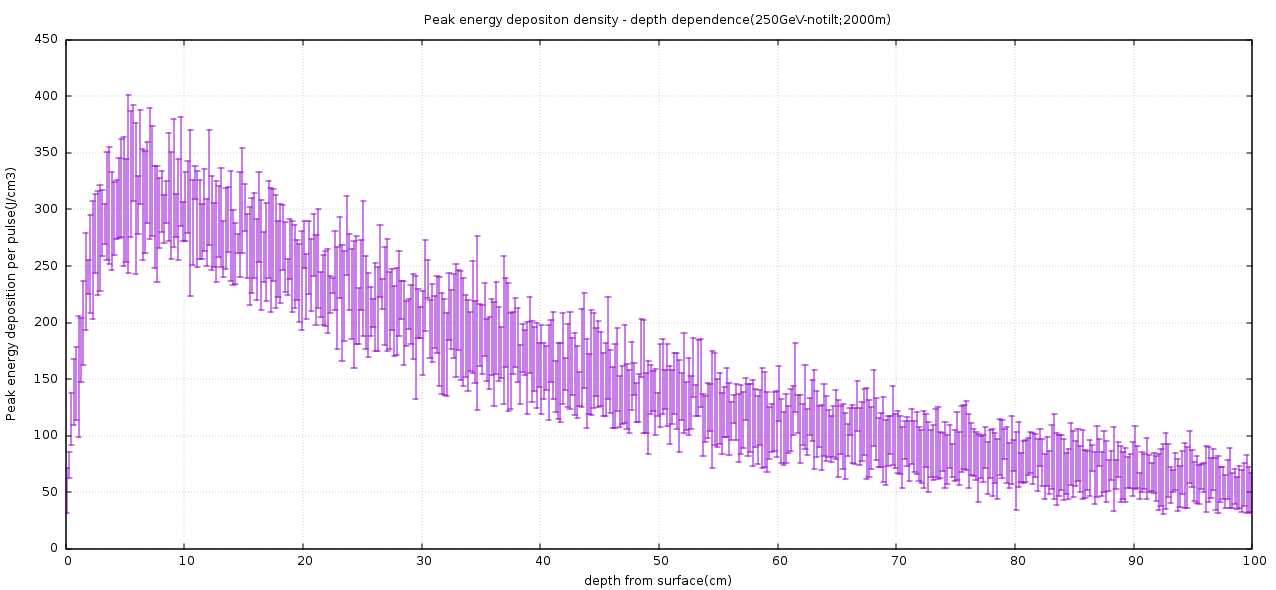 Peak energy depositon density - depth dependence(250GeV-notilt;2000m)
Peak energy deposition per pulse(J/cm3)
450
400
350
300
250
200
150
100
50
0
0 10 20 30 40 50 60 70 80 90 100
depth from surface(cm)